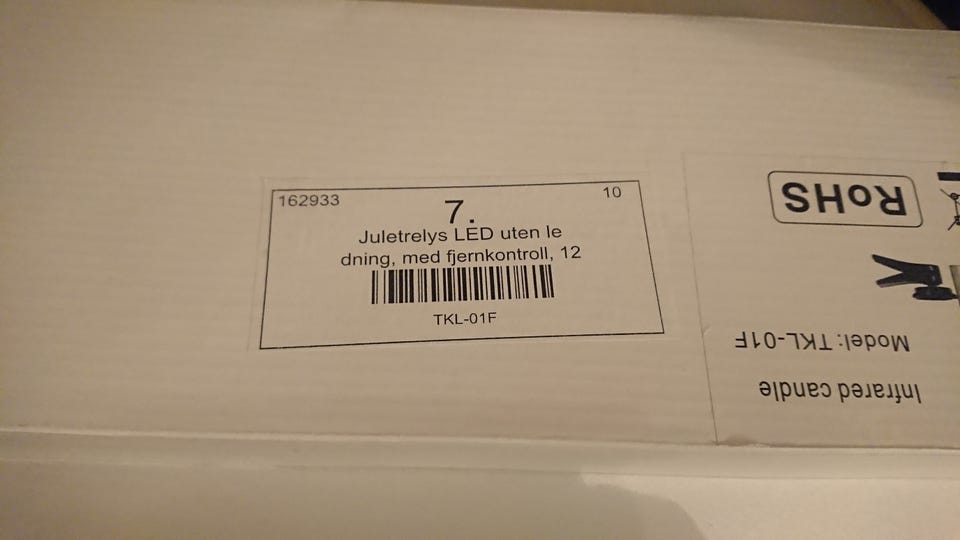 162933
10
7.
Juletrelys LED uten le
dning, med fjernkontroll, 12
TKL-01F
RoHS
Model: TKL-01F
Infrared candle